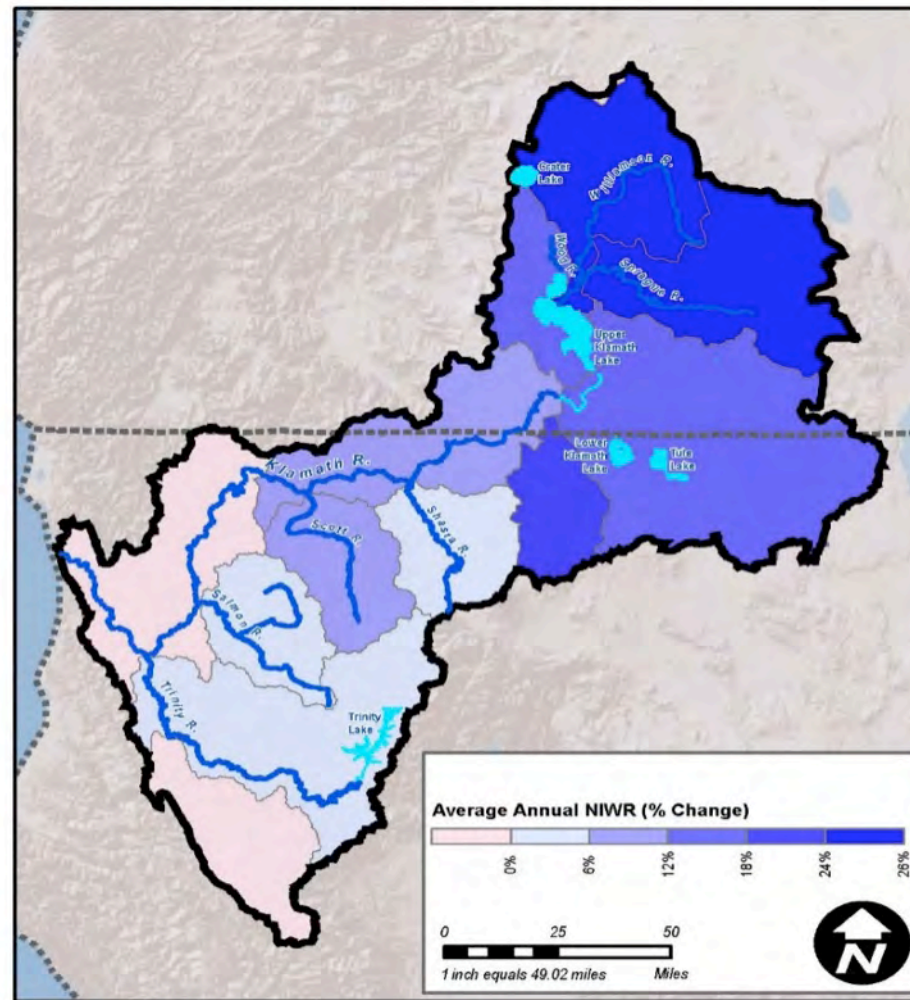 Crater
Lake
Williamson R.
Wood R.
Sprague R.
Upper
Klamath
Lake
Lower
Klamath
Lake
Tule
Lake
Klamath R.
Shasta R.
Scott R.
Salmon R.
Trinity R.
Trinity
Lake
Average Annual NIWR (% Change)
0%
6%
12%
18%
24%
26%
0 25 50
1 inch equals 49.02 miles Miles
N